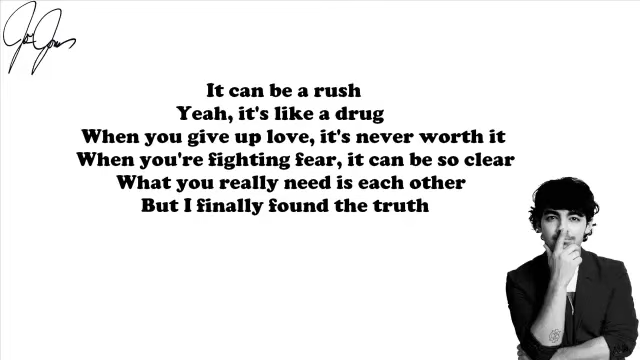 It can be a rush
Yeah, it's like a drug
When you give up love, it's never worth it
When you're fighting fear, it can be so clear
What you really need is each other
But I finally found the truth